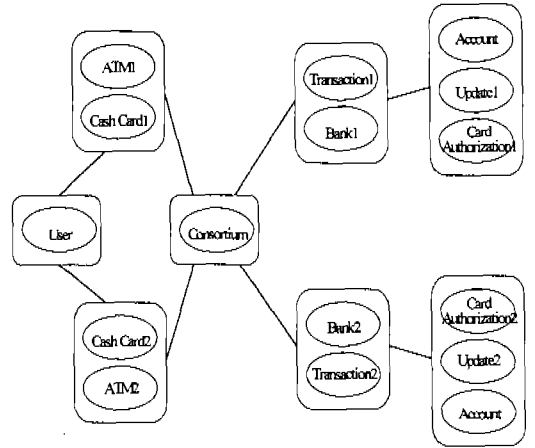 ATM1
Cash Card1
User
Cash Card2
ATM2
Consortium
Transaction1
Bank1
Account
Update1
Card
Authorization1
Bank2
Transaction2
Card
Authorization2
Update2
Account